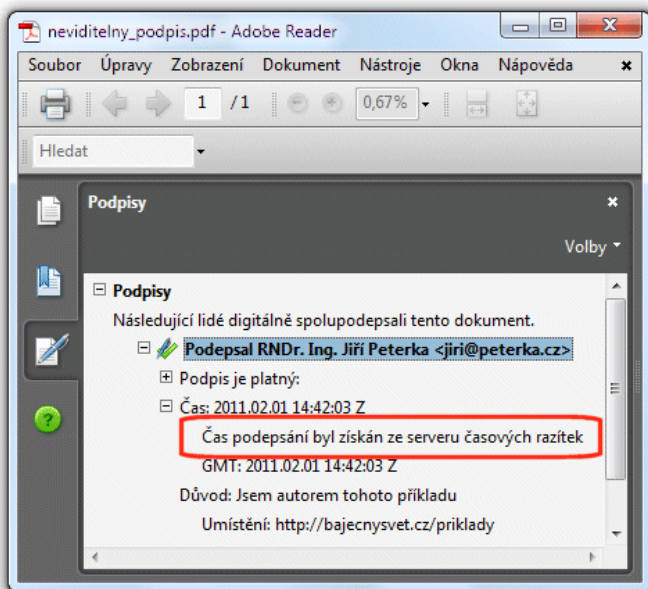 neviditelny_podpis.pdf - Adobe Reader
Soubor Úpravy Zobrazení Dokument Nástroje Okna Nápověda
1 /1 0,67%
Hledat
Podpisy
Volby
Podpisy
Následující lidé digitálně spolupodepsali tento dokument.
Podepsal RNDr. Ing. Jiří Peterka <jiri@peterka.cz>
Podpis je platný:
Čas: 2011.02.01 14:42:03 Z
Čas podepsání byl získán ze serveru časových razítek
GMT: 2011.02.01 14:42:03 Z
Důvod: Jsem autorem tohoto příkladu
Umístění: http://bajecnysvet.cz/priklady